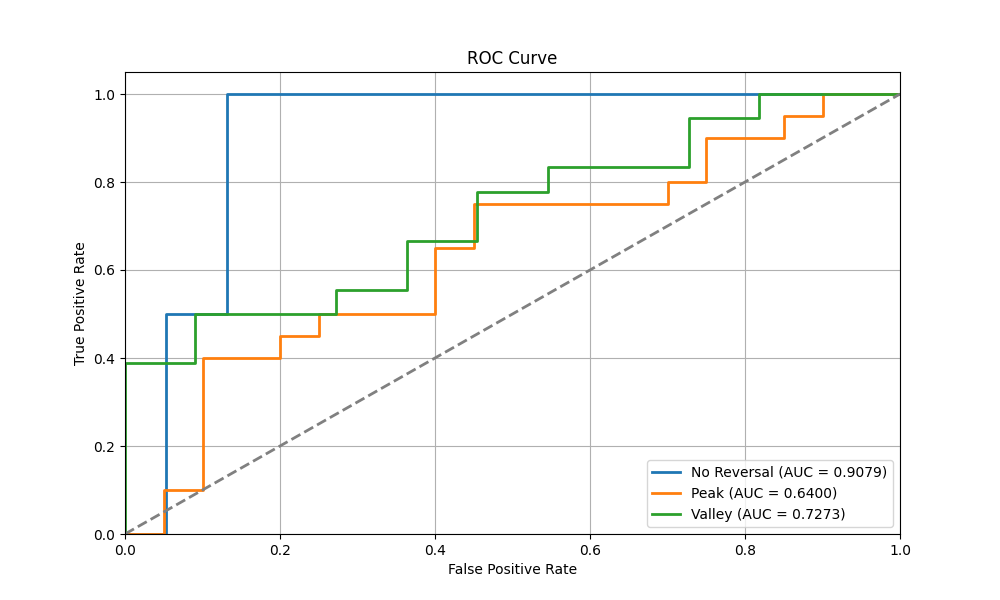 ROC Curve
True Positive Rate
1.0
0.8
0.6
0.4
0.2
0.0
0.0 0.2 0.4 0.6 0.8 1.0
False Positive Rate
No Reversal (AUC = 0.9079)
Peak (AUC = 0.6400)
Valley (AUC = 0.7273)